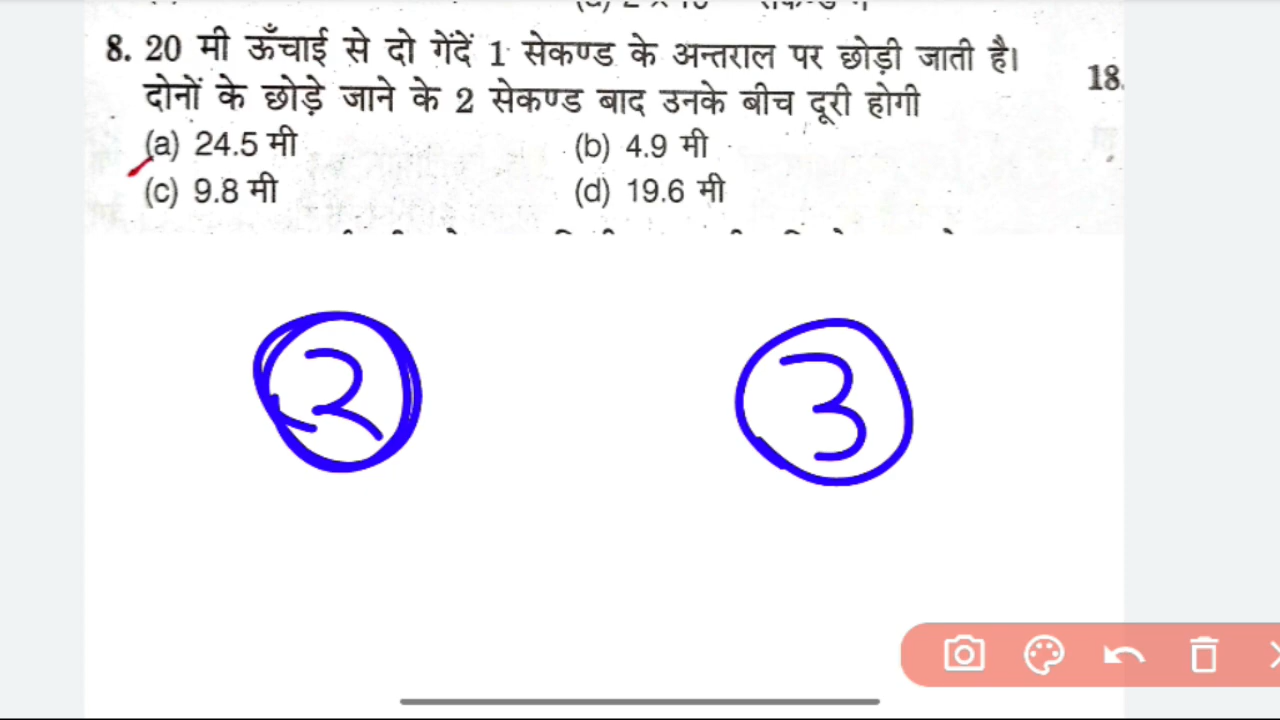 8. 20 मी ऊँचाई से दो गेंदें 1 सेकण्ड के अन्तराल पर छोड़ी जाती है।
दोनों के छोड़े जाने के 2 सेकण्ड बाद उनके बीच दूरी होगी
(a) 24.5 मी (b) 4.9 मी
(c) 9.8 मी (d) 19.6 मी
18.
2 3